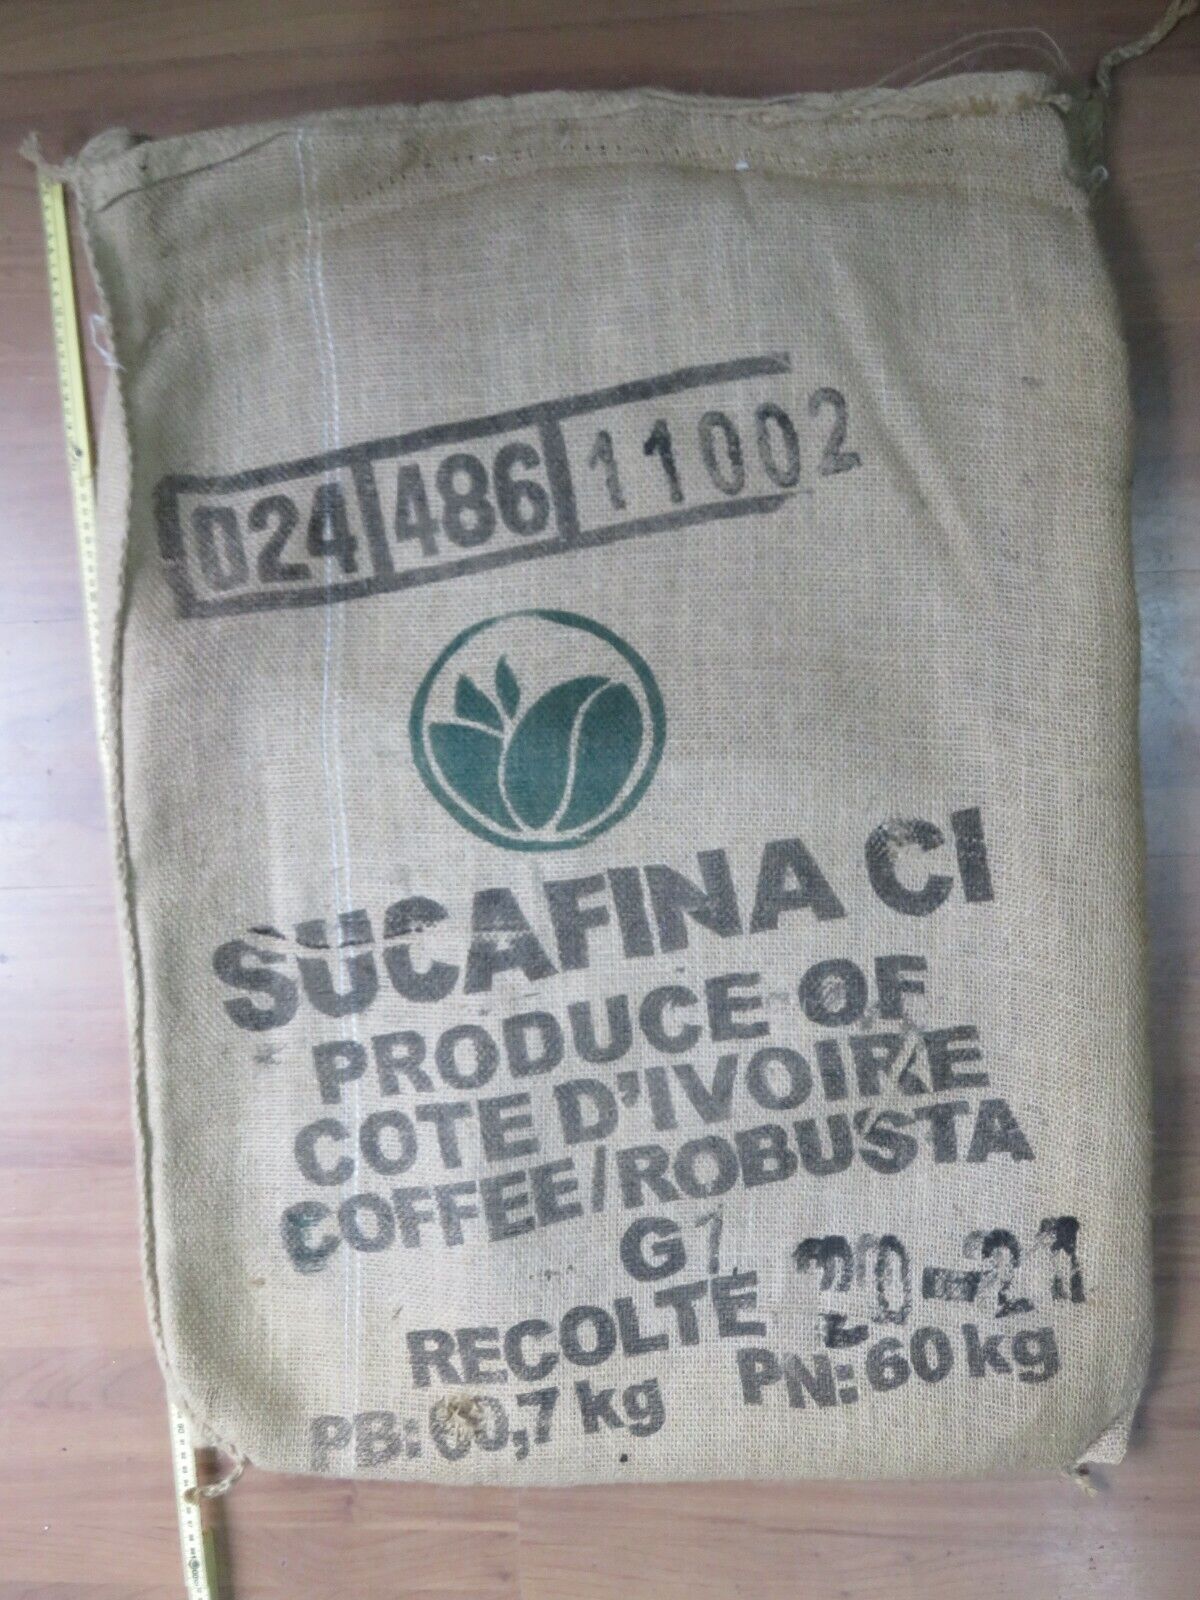 024 486 11002
SUCAFINA CI
PRODUCE OF
COTE D'IVOIRE
COFFEE/ROBUSTA
G1
RECOLTE 20-21
PB: 60,7 kg PN: 60 kg